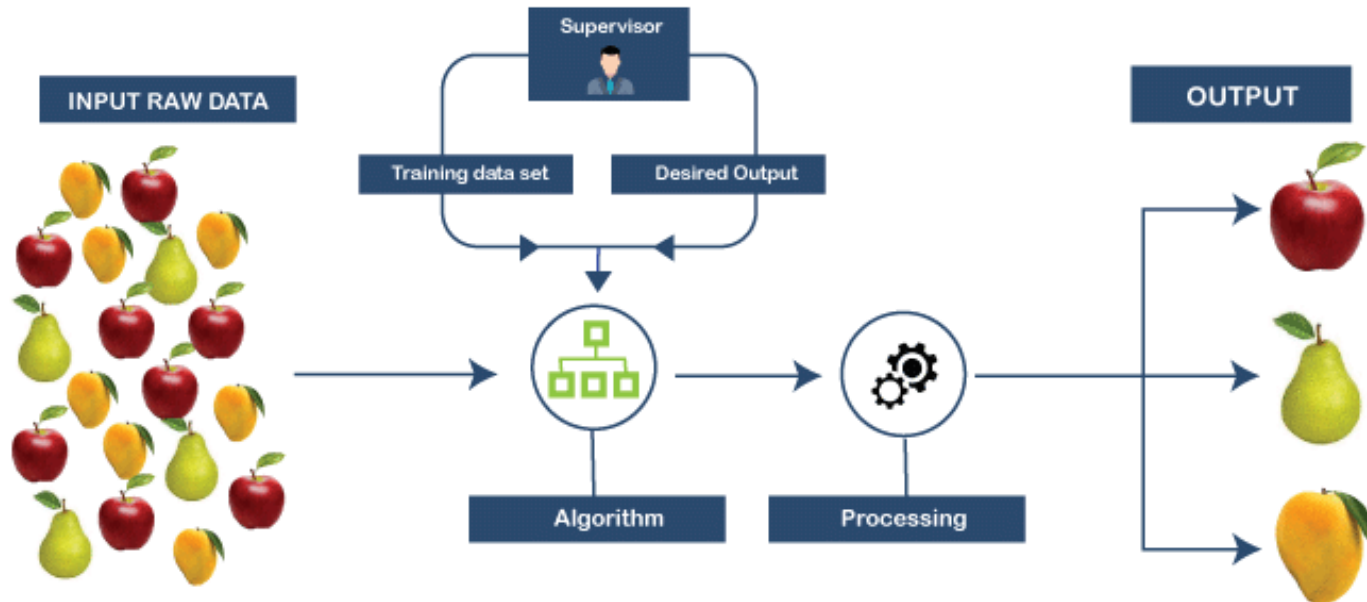 Supervisor
INPUT RAW DATA
OUTPUT
Training data set
Desired Output
Algorithm
Processing